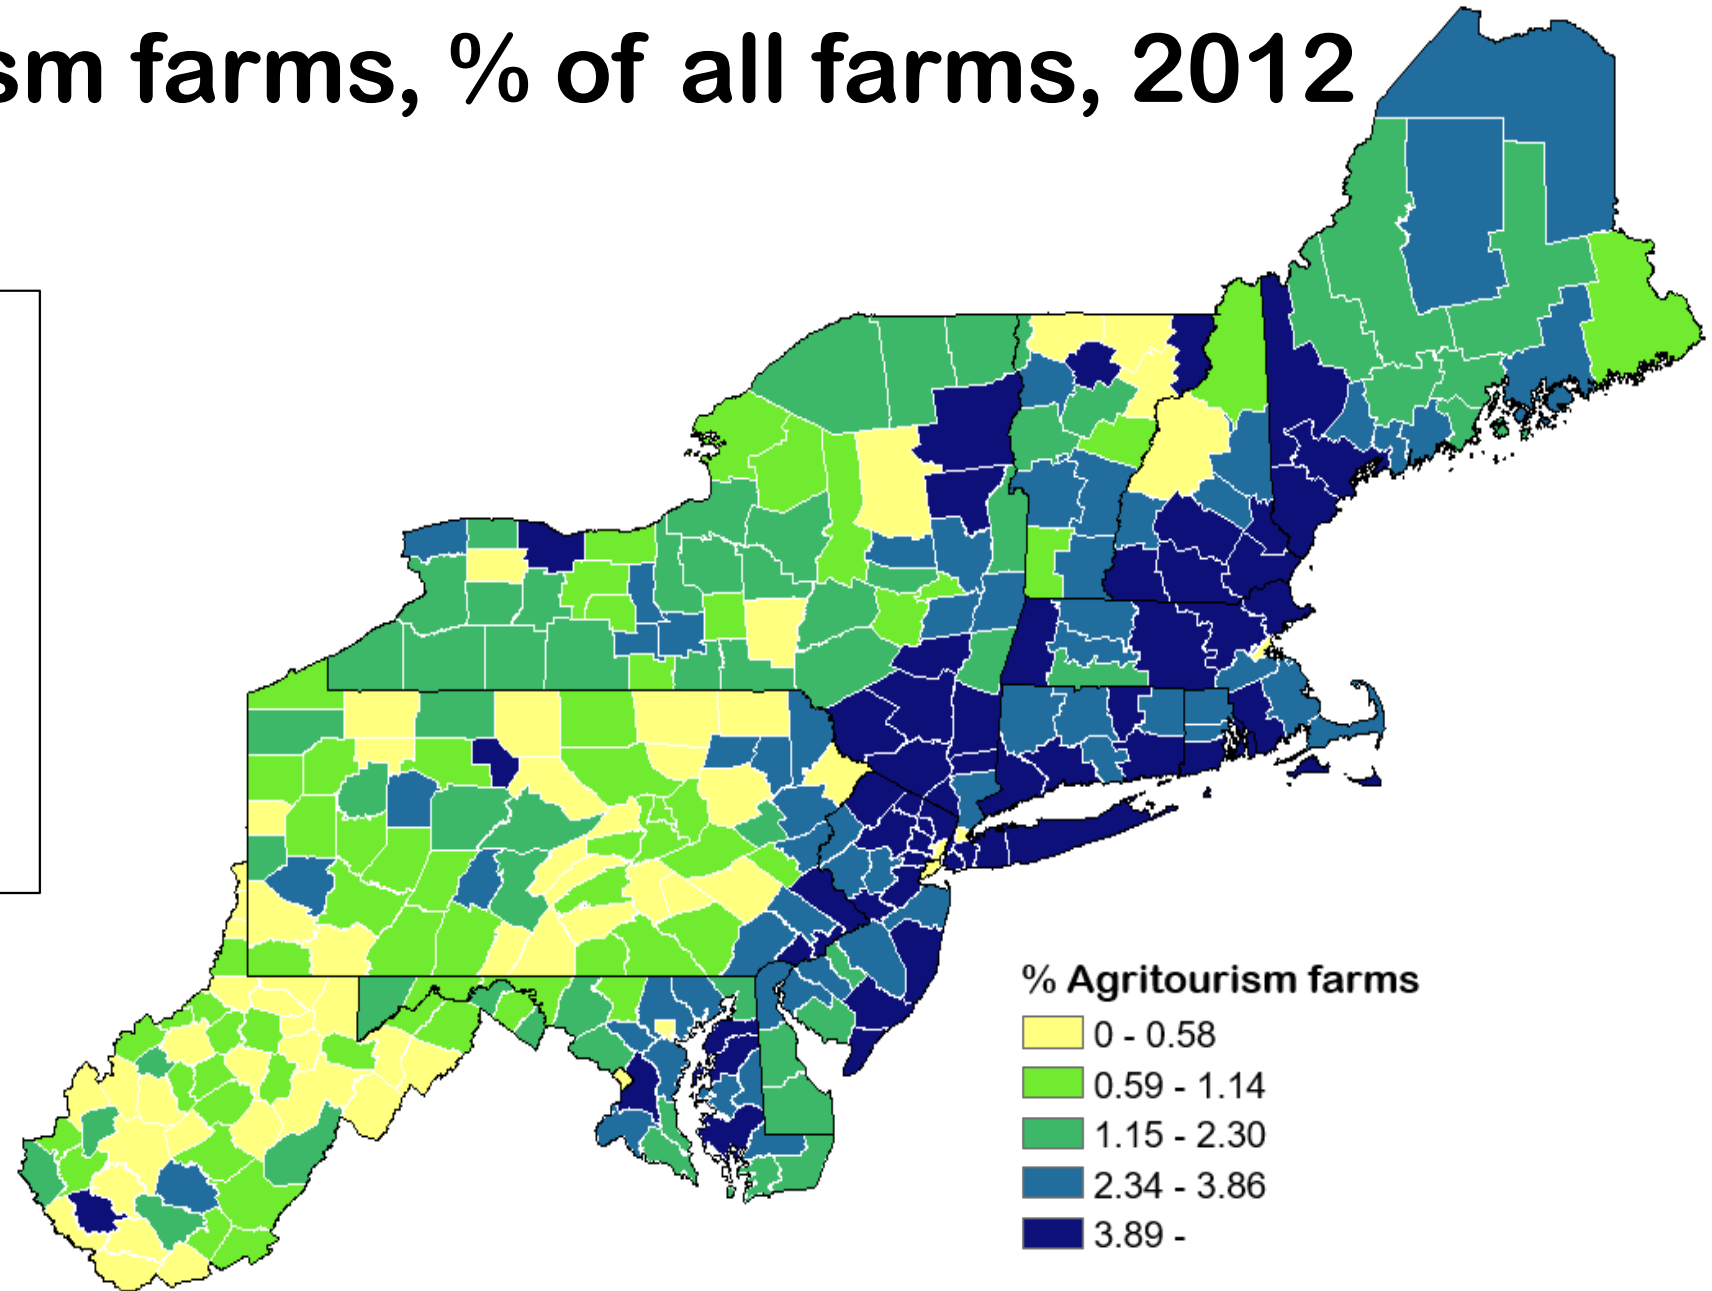 sm farms, % of all farms, 2012
% Agritourism farms
0 - 0.58
0.59 - 1.14
1.15 - 2.30
2.34 - 3.86
3.89 -